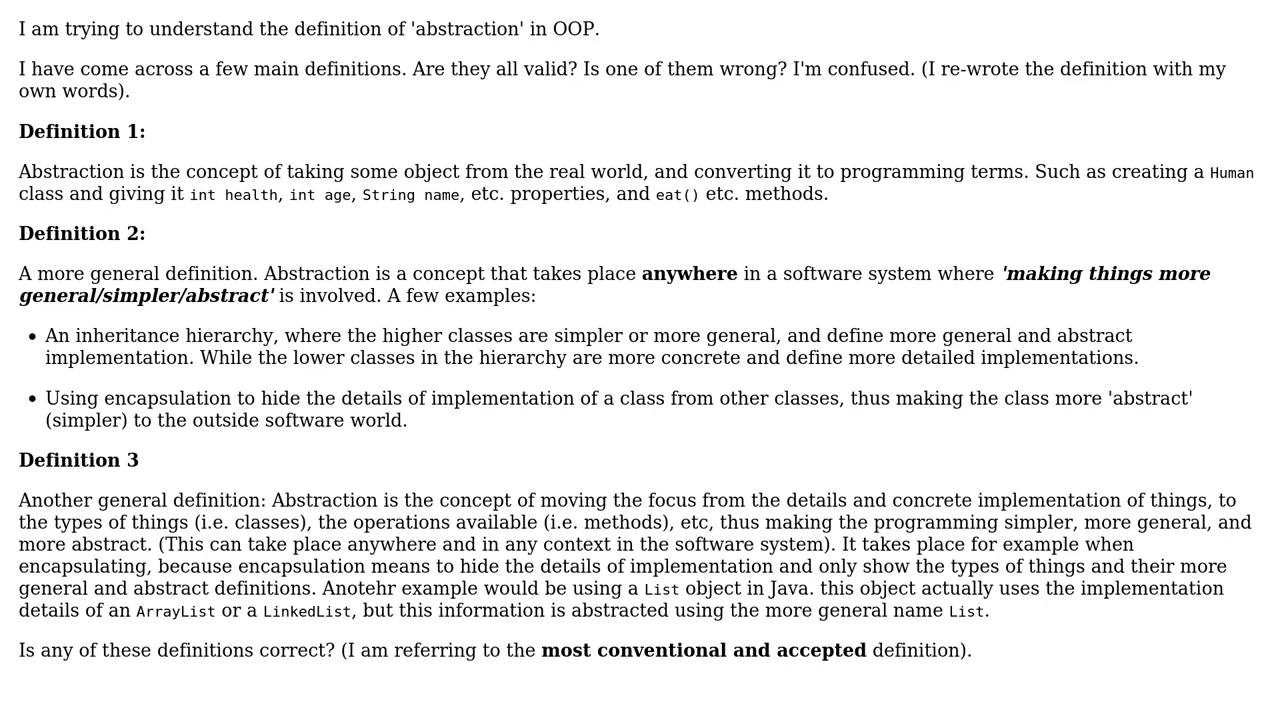 I am trying to understand the definition of 'abstraction' in OOP.
I have come across a few main definitions. Are they all valid? Is one of them wrong? I'm confused. (I re-wrote the definition with my
own words).
Definition 1:
Abstraction is the concept of taking some object from the real world, and converting it to programming terms. Such as creating a Human
class and giving it int health, int age, String name, etc. properties, and eat() etc. methods.
Definition 2:
A more general definition. Abstraction is a concept that takes place anywhere in a software system where 'making things more
general/simpler/abstract' is involved. A few examples:
• An inheritance hierarchy, where the higher classes are simpler or more general, and define more general and abstract
implementation. While the lower classes in the hierarchy are more concrete and define more detailed implementations.
• Using encapsulation to hide the details of implementation of a class from other classes, thus making the class more 'abstract'
(simpler) to the outside software world.
Definition 3
Another general definition: Abstraction is the concept of moving the focus from the details and concrete implementation of things, to
the types of things (i.e. classes), the operations available (i.e. methods), etc, thus making the programming simpler, more general, and
more abstract. (This can take place anywhere and in any context in the software system). It takes place for example when
encapsulating, because encapsulation means to hide the details of implementation and only show the types of things and their more
general and abstract definitions. Anotehr example would be using a List object in Java. this object actually uses the implementation
details of an ArrayList or a LinkedList, but this information is abstracted using the more general name List.
Is any of these definitions correct? (I am referring to the most conventional and accepted definition).